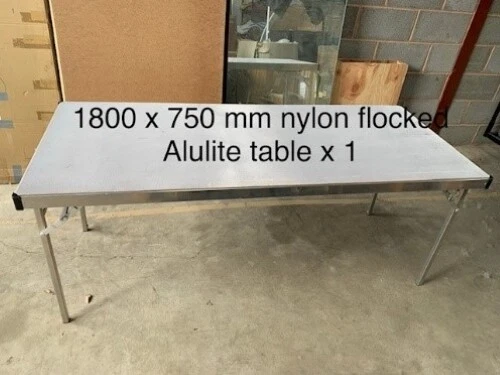 1800 x 750 mm nylon flocked
Alulite table x 1